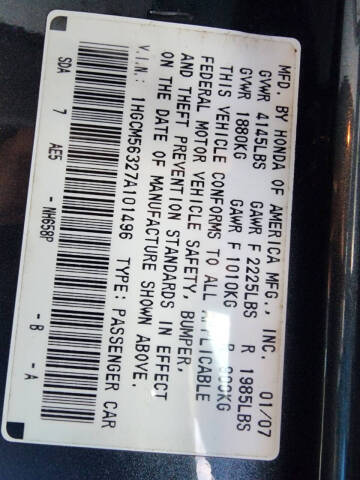 MFD. BY HONDA OF AMERICA MFG., INC. 01/07
GVWR 4145LBS GAWR F 2225LBS R 1985LBS
GVWR 1880KG GAWR F 1010KG R 900KG
THIS VEHICLE CONFORMS TO ALL APPLICABLE
FEDERAL MOTOR VEHICLE SAFETY, BUMPER,
AND THEFT PREVENTION STANDARDS IN EFFECT
ON THE DATE OF MANUFACTURE SHOWN ABOVE.
V.I.N.: 1HGCM56327A101496 TYPE: PASSENGER CAR
SDA 7 AE5 - NH658P - B - A